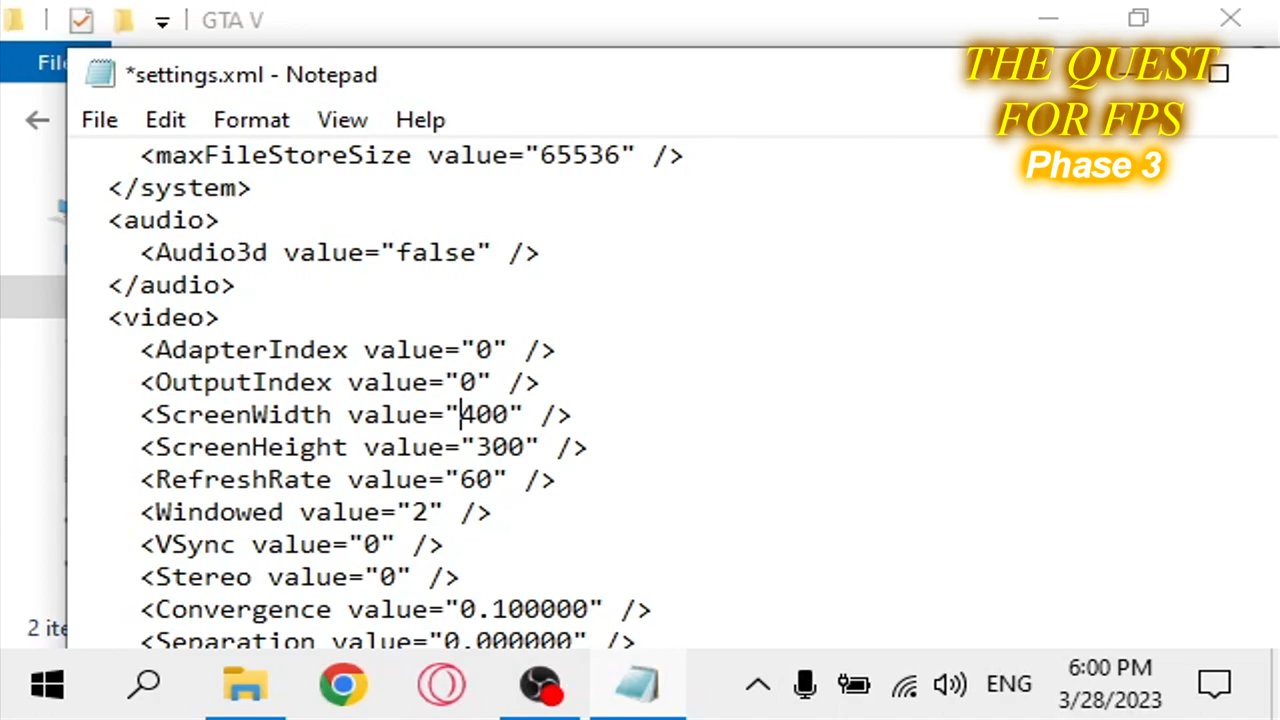 GTA V
File
*settings.xml - Notepad
THE QUEST
FOR FPS
Phase 3
File Edit Format View Help
<maxFileStoreSize value="65536" />
</system>
<audio>
<Audio3d value="false" />
</audio>
<video>
<AdapterIndex value="0" />
<OutputIndex value="0" />
<ScreenWidth value="400" />
<ScreenHeight value="300" />
<RefreshRate value="60" />
<Windowed value="2" />
<VSync value="0" />
<Stereo value="0" />
<Convergence value="0.100000" />
<Separation value="0.000000" />
2 ite
ENG
6:00 PM
3/28/2023